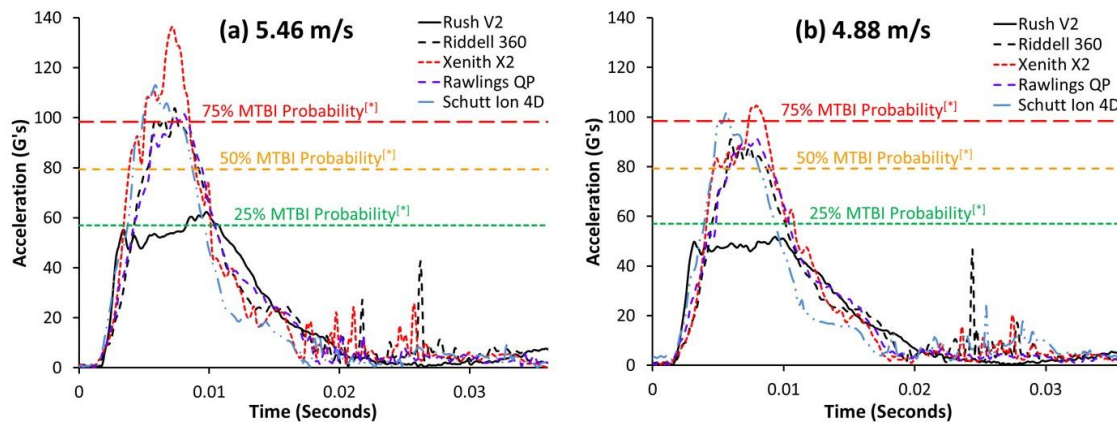 (a) 5.46 m/s
Rush V2
Riddell 360
Xenith X2
Rawlings QP
Schutt Ion 4D
75% MTBI Probability[*]
50% MTBI Probability[*]
25% MTBI Probability[*]
Acceleration (G's)
140
120
100
80
60
40
20
0
0
0.01
0.02
0.03
Time (Seconds)
(b) 4.88 m/s
Rush V2
Riddell 360
Xenith X2
Rawlings QP
Schutt Ion 4D
75% MTBI Probability[*]
50% MTBI Probability[*]
25% MTBI Probability[*]
Acceleration (G's)
140
120
100
80
60
40
20
0
0
0.01
0.02
0.03
Time (Seconds)